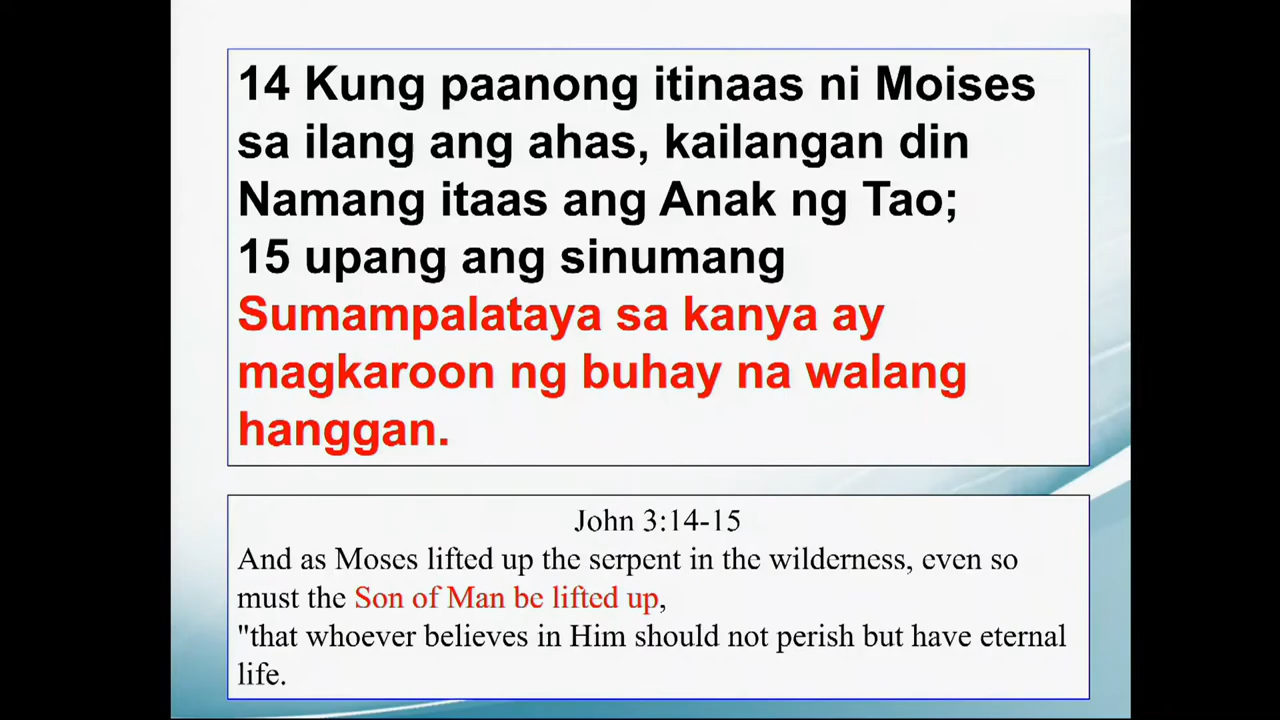 14 Kung paanong itinaas ni Moises
sa ilang ang ahas, kailangan din
Namang itaas ang Anak ng Tao;
15 upang ang sinumang
Sumampalataya sa kanya ay
magkaroon ng buhay na walang
hanggan.
John 3:14-15
And as Moses lifted up the serpent in the wilderness, even so
must the Son of Man be lifted up,
"that whoever believes in Him should not perish but have eternal
life.